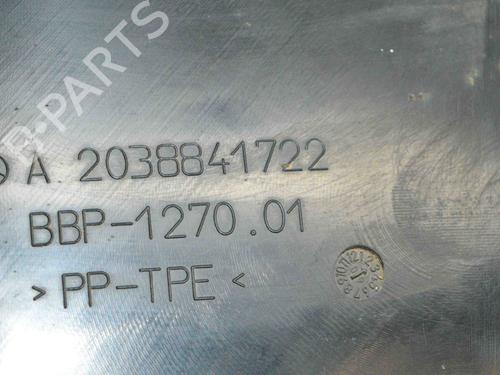 B-PARTS
A 2038841722
BBP-1270.01
> PP-TPE <